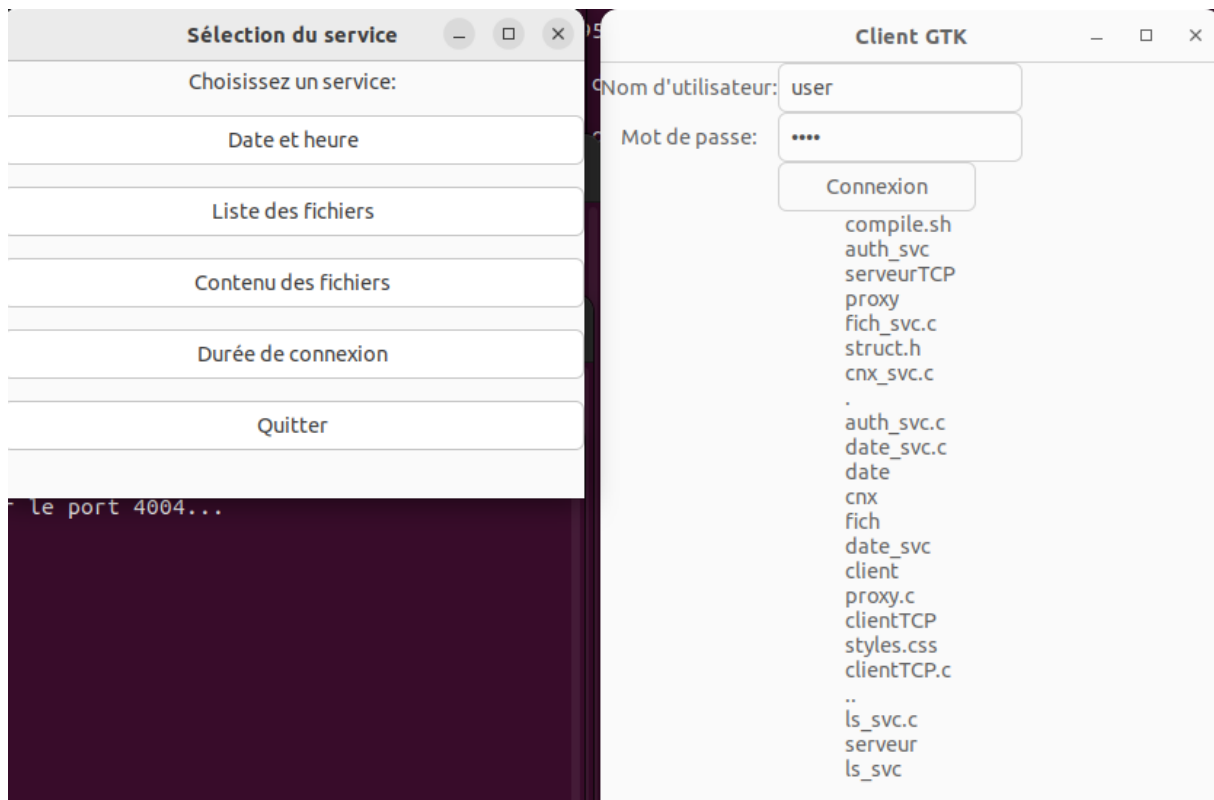 Sélection du service
Choisissez un service:
Date et heure
Liste des fichiers
Contenu des fichiers
Durée de connexion
Quitter
le port 4004...
Client GTK
Nom d'utilisateur: user
Mot de passe: ••••
Connexion
compile.sh
auth_svc
serveurTCP
proxy
fich_svc.c
struct.h
cnx_svc.c
.
auth_svc.c
date_svc.c
date
cnx
fich
date_svc
client
proxy.c
clientTCP
styles.css
clientTCP.c
..
ls_svc.c
serveur
ls_svc